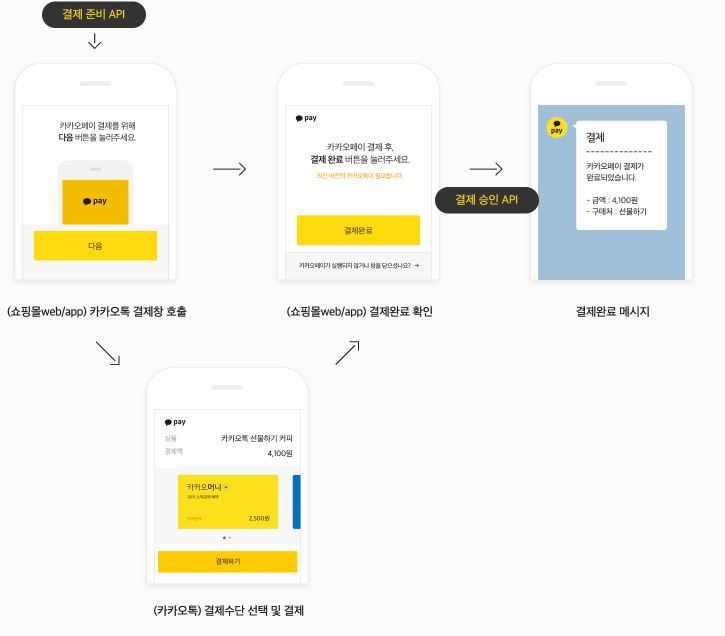 결제 준비 API
카카오페이 결제를 위해
다음 버튼을 눌러주세요.
pay
다음
(쇼핑몰web/app) 카카오톡 결제창 호출
pay
카카오페이 결제 후,
결제 완료 버튼을 눌러주세요.
최신 버전의 카카오톡이 필요합니다.
결제완료
카카오페이가 실행되지 않거나 창을 닫으셨나요? →
(쇼핑몰web/app) 결제완료 확인
결제 승인 API
pay
결제
카카오페이 결제가
완료되었습니다.
- 금액 : 4,100원
- 구매처 : 선물하기
결제완료 메시지
pay
상품 카카오톡 선물하기 커피
결제액 4,100원
카카오머니
30% 소득공제 혜택
2,500원
결제하기
(카카오톡) 결제수단 선택 및 결제